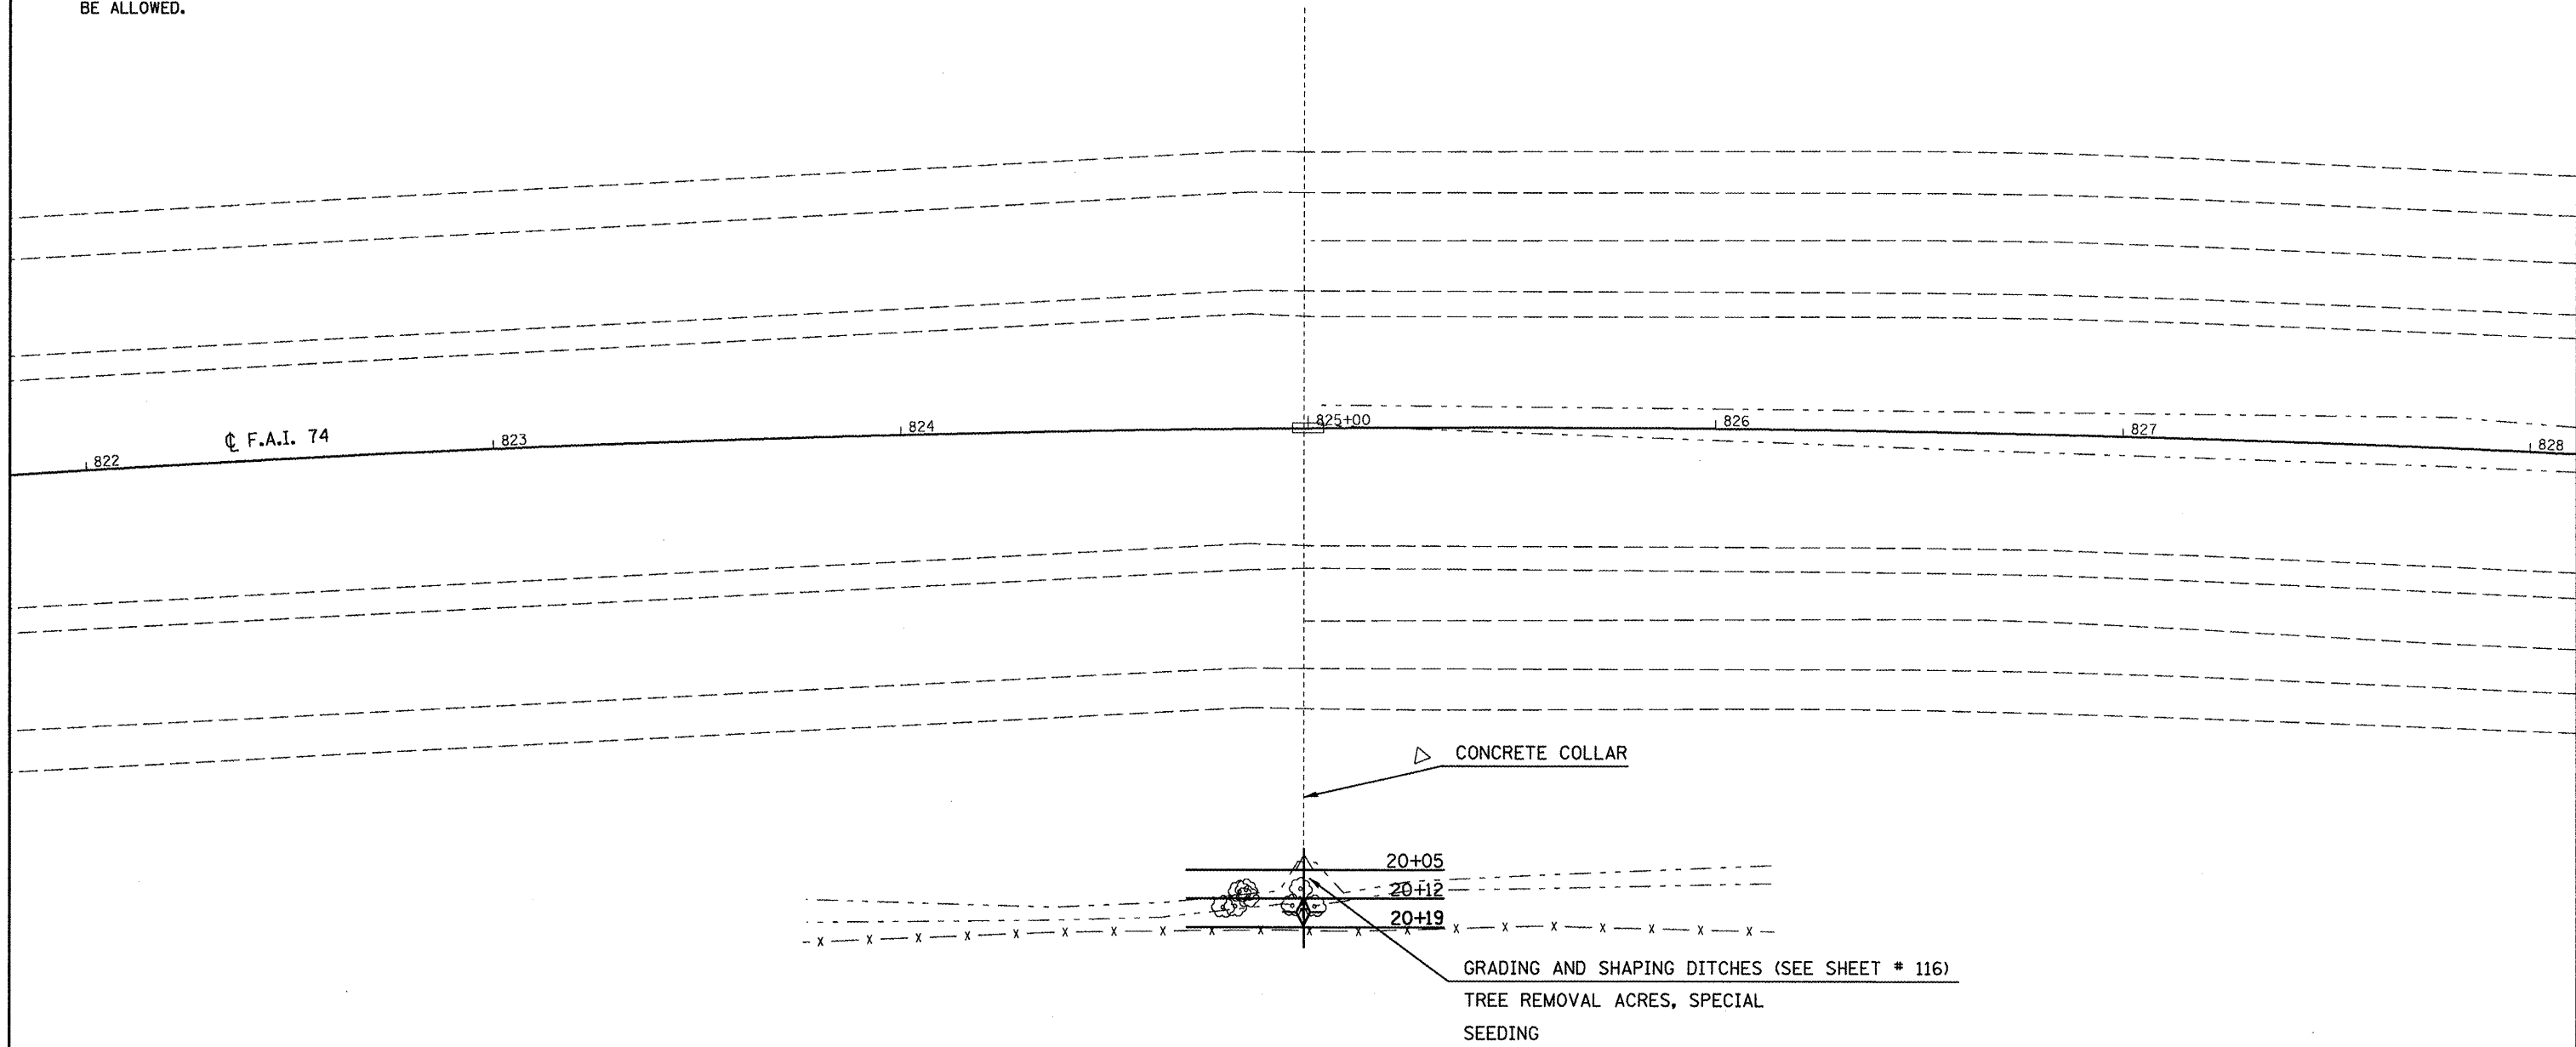 BE ALLOWED.
825+00
824
826
℄ F.A.I. 74
823
827
828
822
CONCRETE COLLAR
20+05
20+12
20+19
X X X X X X X X X X X X X X X X X X X X
GRADING AND SHAPING DITCHES (SEE SHEET # 116)
TREE REMOVAL ACRES, SPECIAL
SEEDING